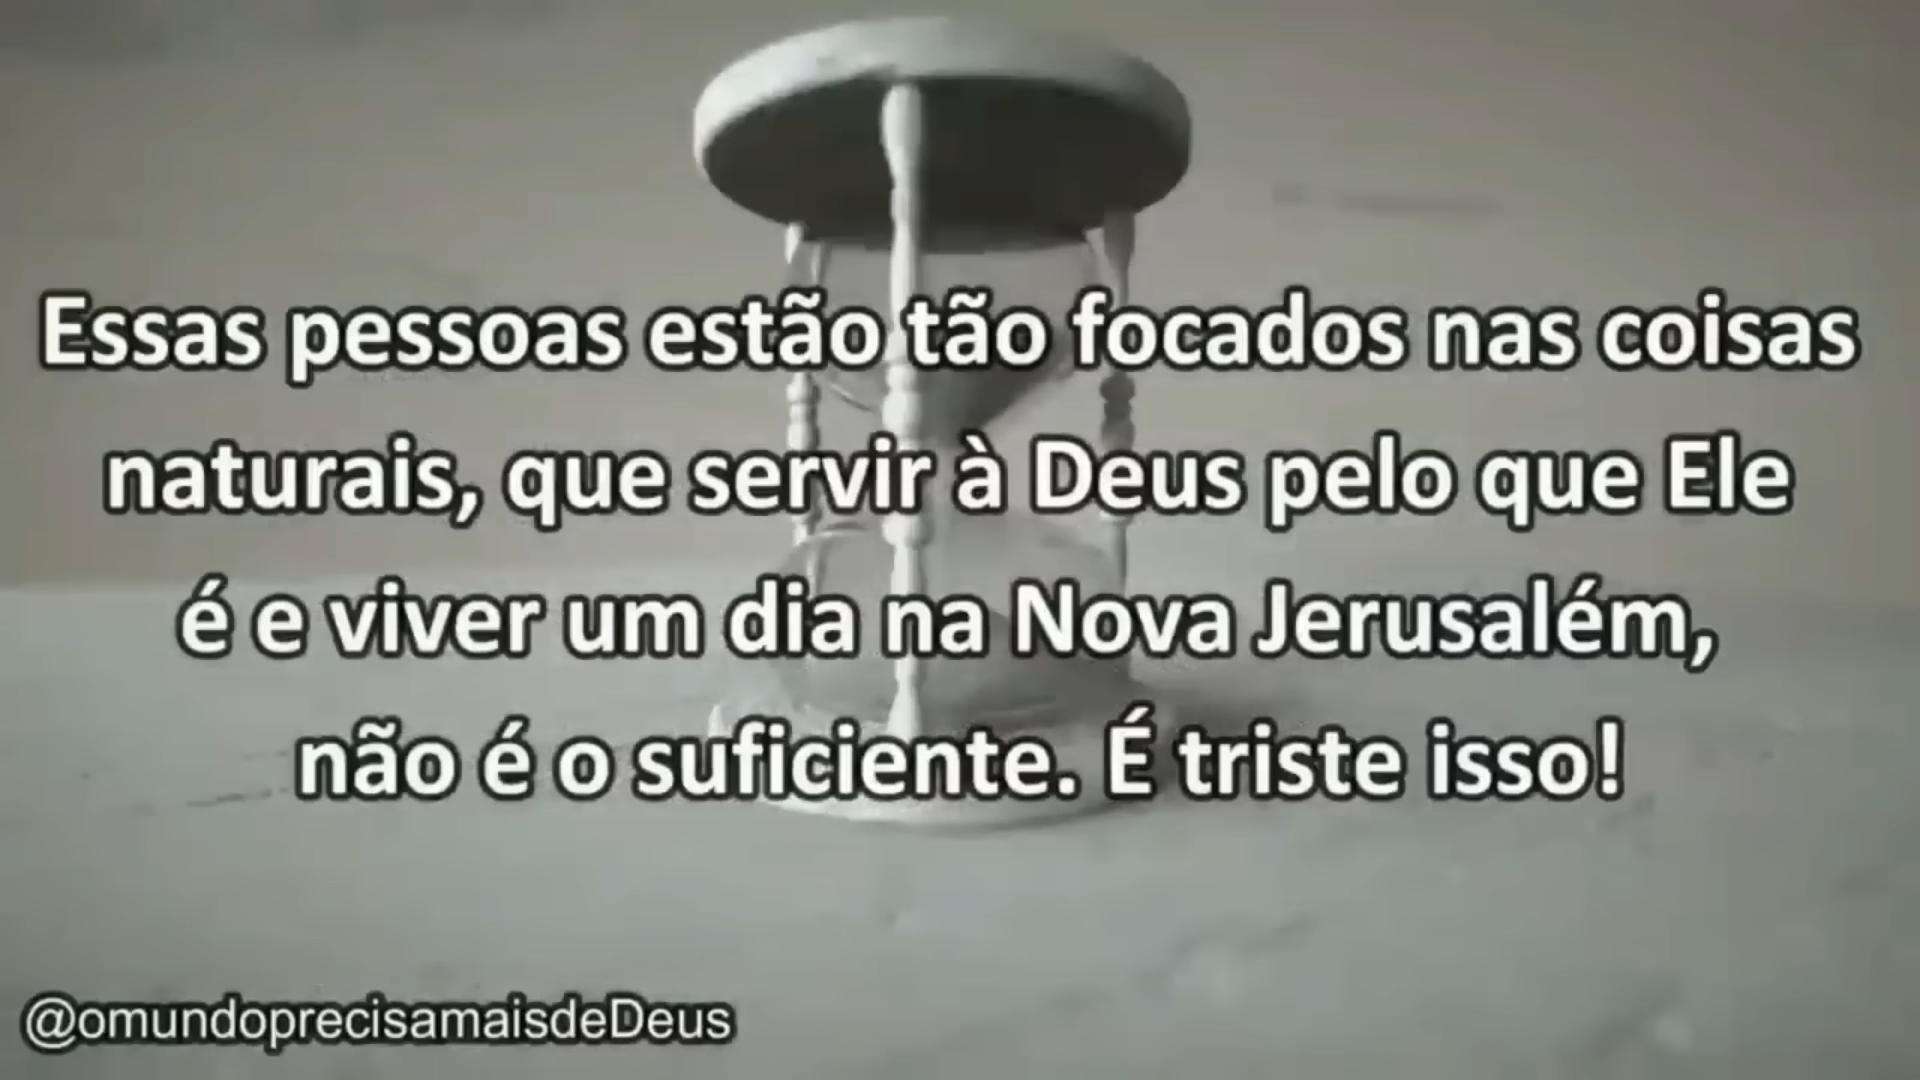 Essas pessoas estão tão focados nas coisas
naturais, que servir à Deus pelo que Ele
é e viver um dia na Nova Jerusalém,
não é o suficiente. É triste isso!
@omundoprecisamaisdeDeus